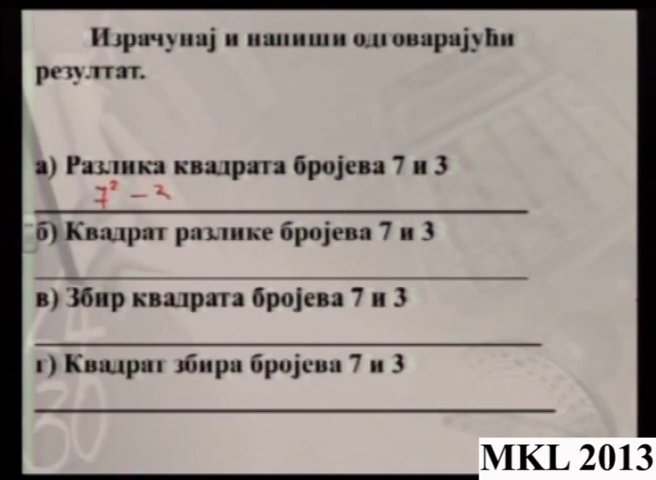 Израчунај и напиши одговарајући
резултат.
а) Разлика квадрата бројева 7 и 3
7² –
б) Квадрат разлике бројева 7 и 3
в) Збир квадрата бројева 7 и 3
г) Квадрат збира бројева 7 и 3
MKL 2013